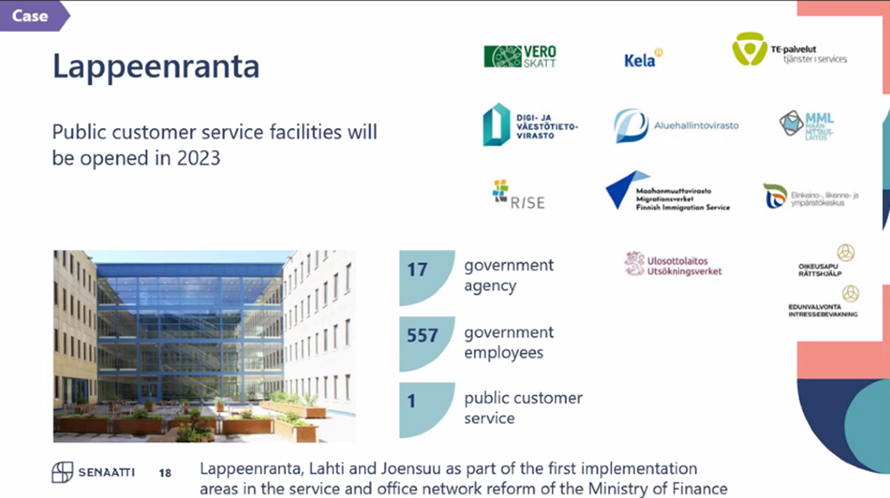 Case
Lappeenranta
Public customer service facilities will
be opened in 2023
VERO
SKATT
Kela
TE-palvelut
tjänster i services
DIGI- JA
VÄESTÖTIETO-
VIRASTO
Aluehallintovirasto
MML
MAAN-
MITTAUS-
LAITOS
RISE
Maahanmuuttovirasto
Migrationsverket
Finnish Immigration Service
Elinkeino-, liikenne- ja
ympäristökeskus
Ulosottolaitos
Utsökningsverket
OIKEUSAPU
RÄTTSHJÄLP
EDUNVALVONTA
INTRESSEBEVAKNING
17
government
agency
557
government
employees
1
public customer
service
SENAATTI
18
Lappeenranta, Lahti and Joensuu as part of the first implementation
areas in the service and office network reform of the Ministry of Finance